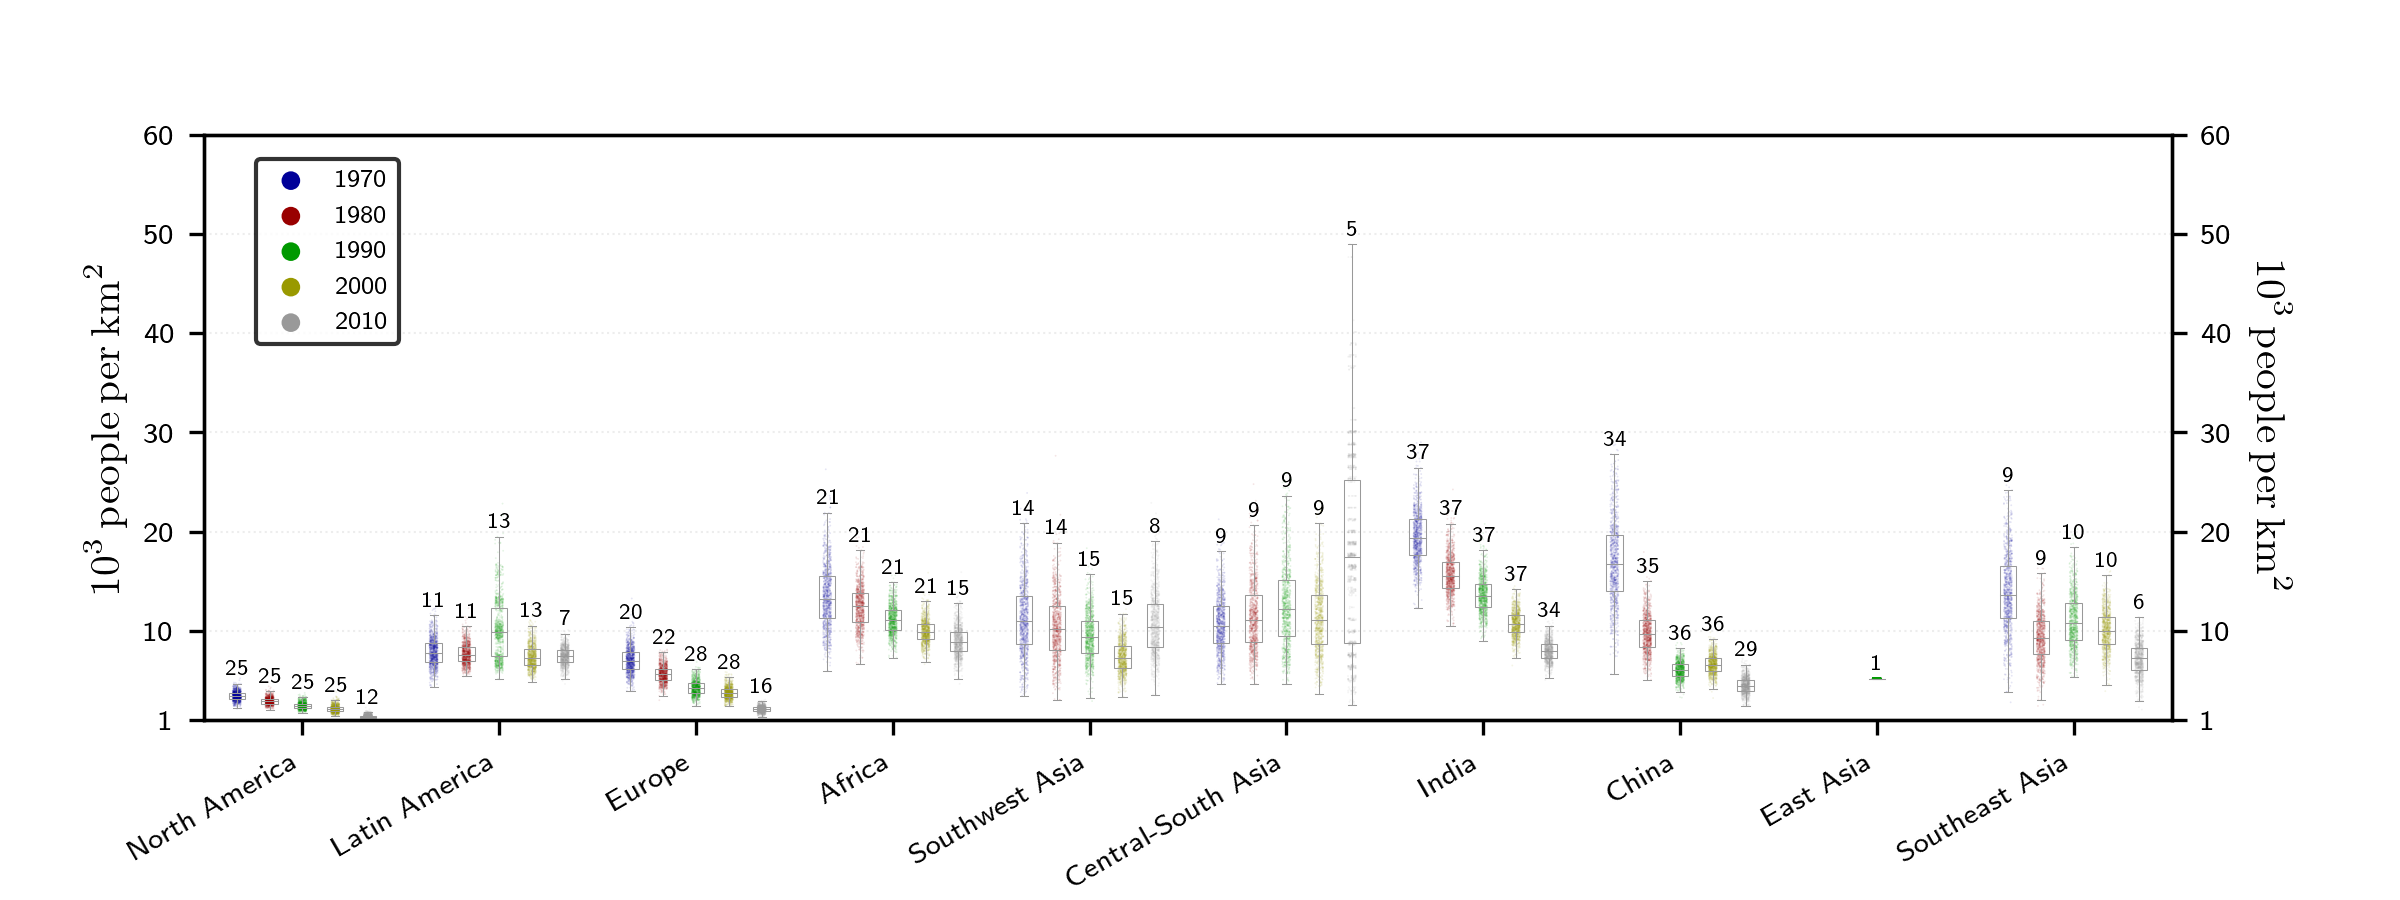 60
50
40
30
20
10
1
10³ people per km²
1970
1980
1990
2000
2010
25 25 25 25 12
11 11 13 13 7
20 22 28 28 16
21 21 21 21 15
14 14 15 15 8
9 9 9 9 5
37 37 37 37 34
34 35 36 36 29
1
9 9 10 10 6
60
50
40
30
20
10
1
10³ people per km²
North America
Latin America
Europe
Africa
Southwest Asia
Central-South Asia
India
China
East Asia
Southeast Asia